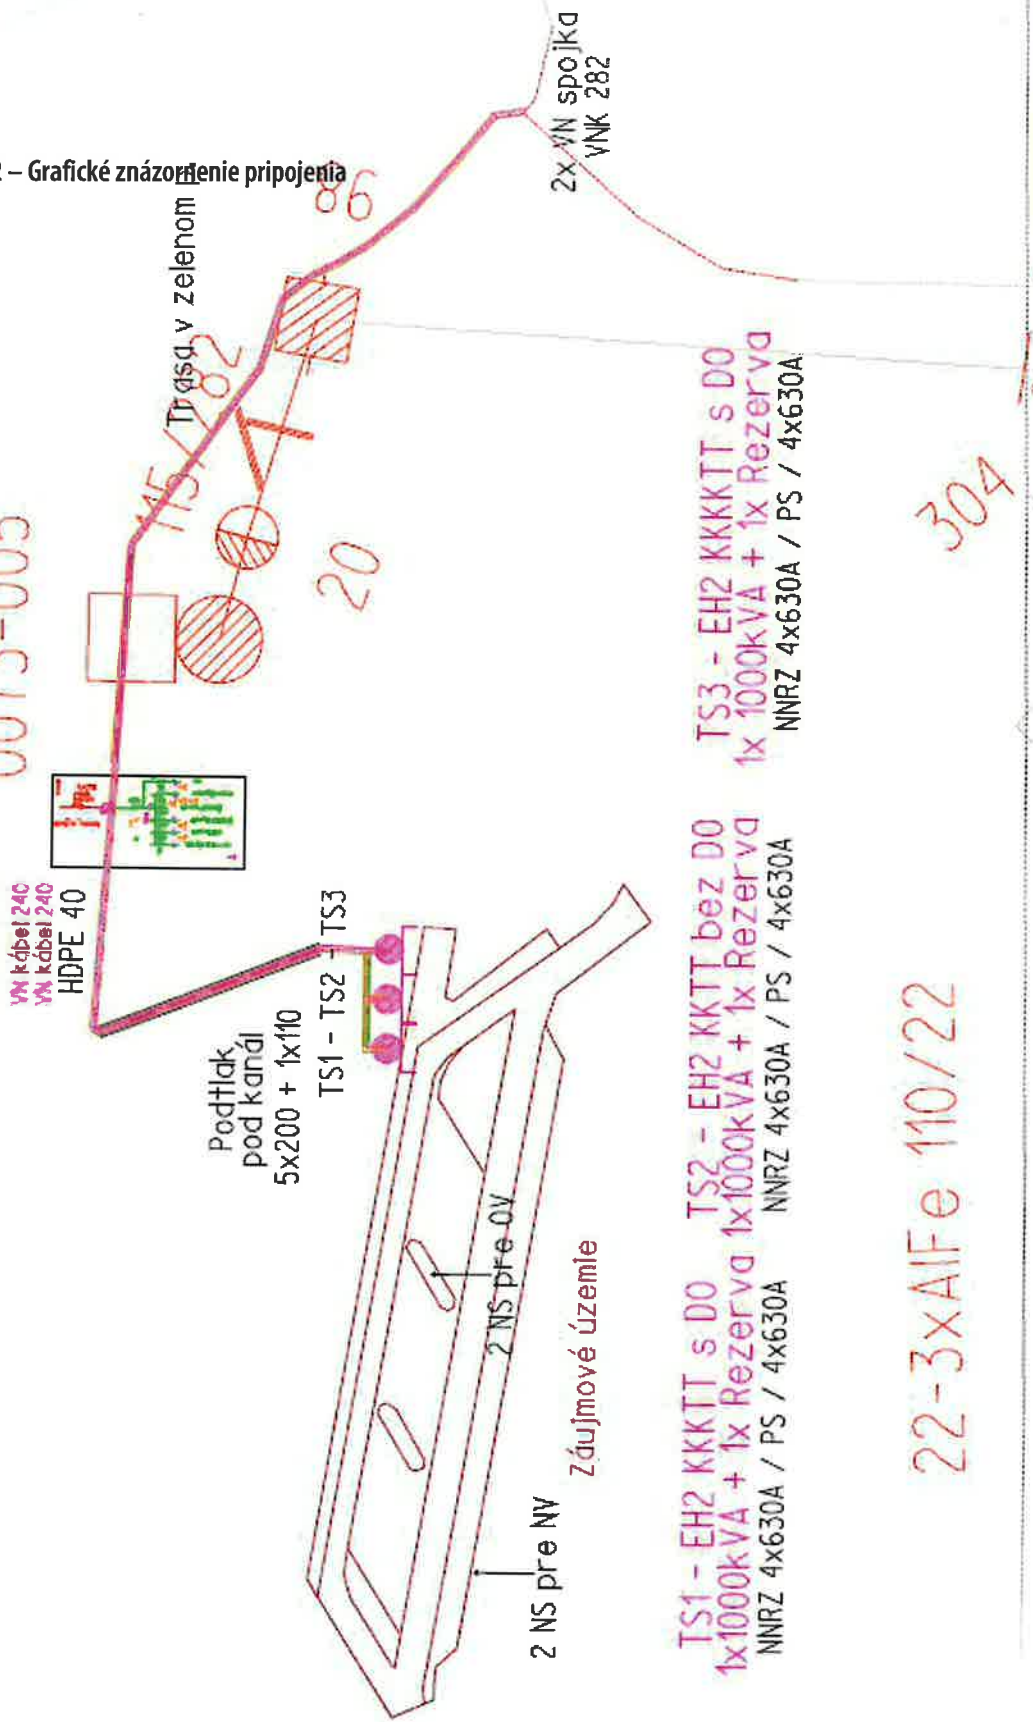 2 – Grafické znázornenie pripojenia
0075-005
VN kábel 240
VN kábel 240
HDPE 40
Trasa v zelenom
115/22
82
86
20
2x VN spojka
VNK 282
Podtlak
pod kanál
5x200 + 1x110
TS1 - TS2 - TS3
2 NS pre OV
2 NS pre NV
Záujmové územie
TS1 - EH2 KKKTT s DO
1x1000kVA + 1x Rezerva
NNRZ 4x630A / PS / 4x630A
TS2 - EH2 KKTT bez DO
1x1000kVA + 1x Rezerva
NNRZ 4x630A / PS / 4x630A
TS3 - EH2 KKKKTT s DO
1x 1000kVA + 1x Rezerva
NNRZ 4x630A / PS / 4x630A
304
22-3xAlFe 110/22